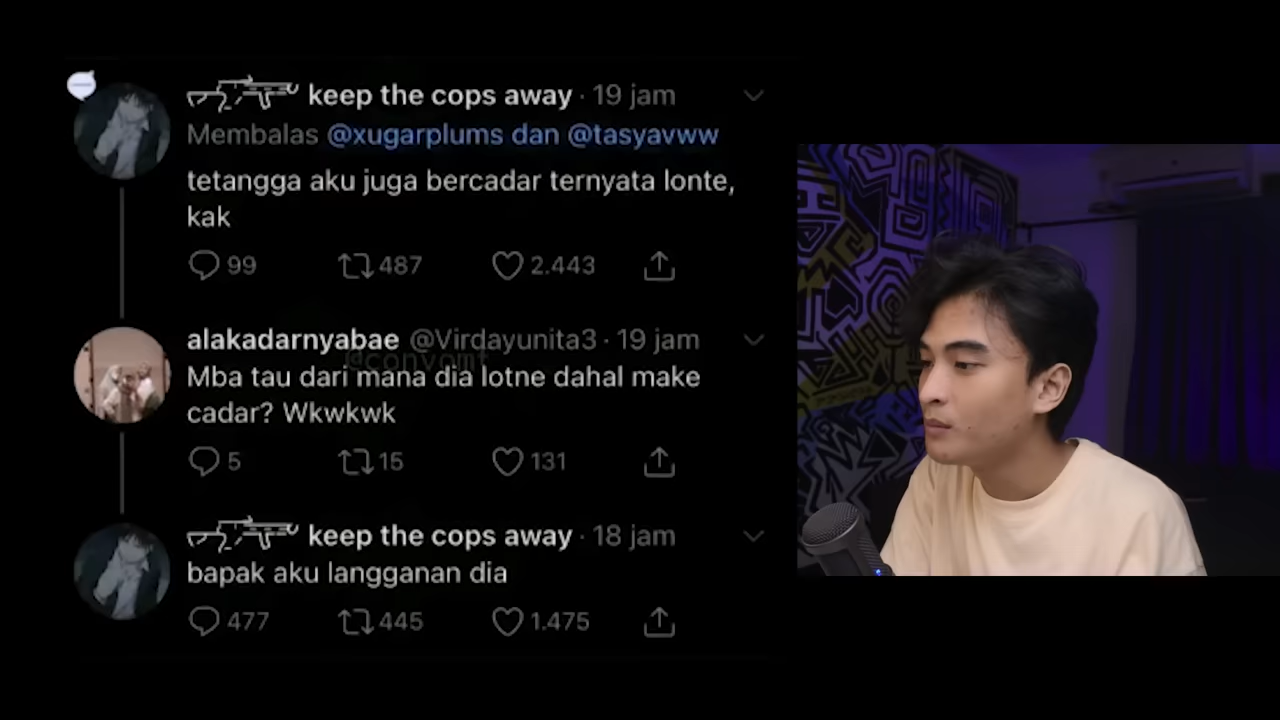 keep the cops away · 19 jam
Membalas @xugarplums dan @tasyavww
tetangga aku juga bercadar ternyata lonte,
kak
99 487 2.443
alakadarnyabae @Virdayunita3 · 19 jam
@convomf
Mba tau dari mana dia lotne dahal make
cadar? Wkwkwk
5 15 131
keep the cops away · 18 jam
bapak aku langganan dia
477 445 1.475